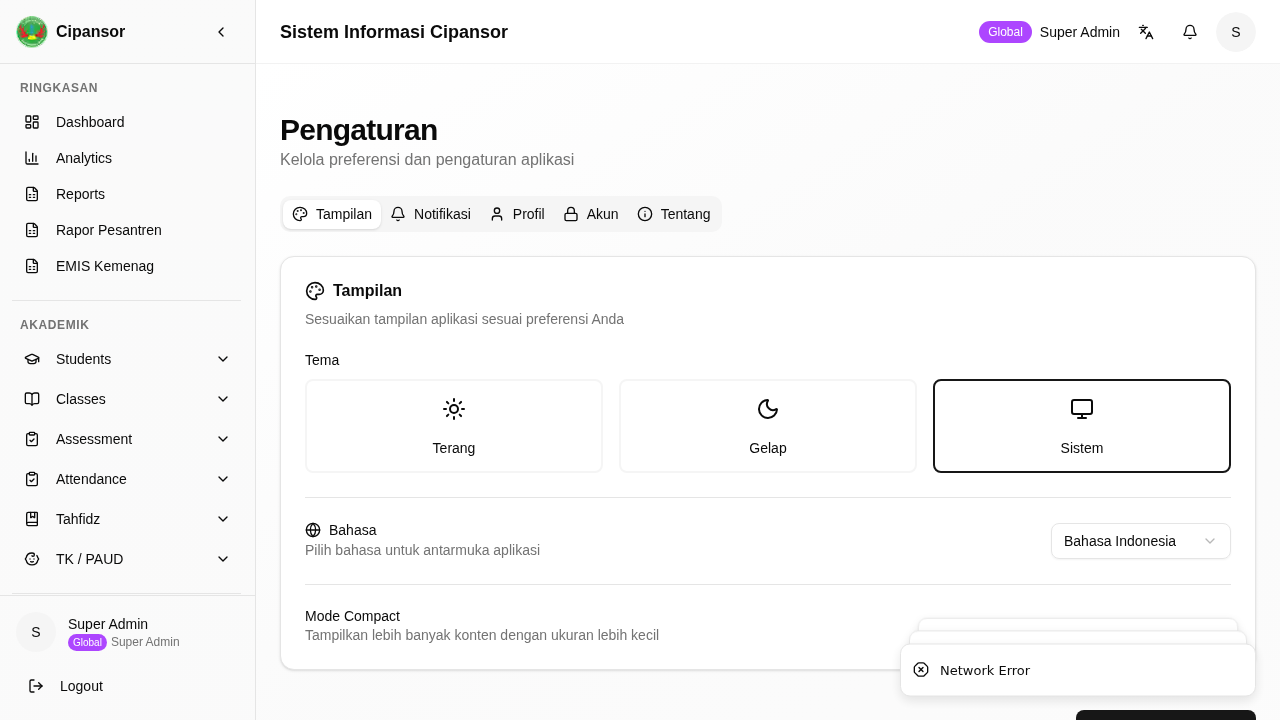 Cipansor
RINGKASAN
Dashboard
Analytics
Reports
Rapor Pesantren
EMIS Kemenag
AKADEMIK
Students
Classes
Assessment
Attendance
Tahfidz
TK / PAUD
S
Super Admin
Global Super Admin
Logout
Sistem Informasi Cipansor
Global Super Admin
S
Pengaturan
Kelola preferensi dan pengaturan aplikasi
Tampilan Notifikasi Profil Akun Tentang
Tampilan
Sesuaikan tampilan aplikasi sesuai preferensi Anda
Tema
Terang Gelap Sistem
Bahasa
Pilih bahasa untuk antarmuka aplikasi
Bahasa Indonesia
Mode Compact
Tampilkan lebih banyak konten dengan ukuran lebih kecil
Network Error